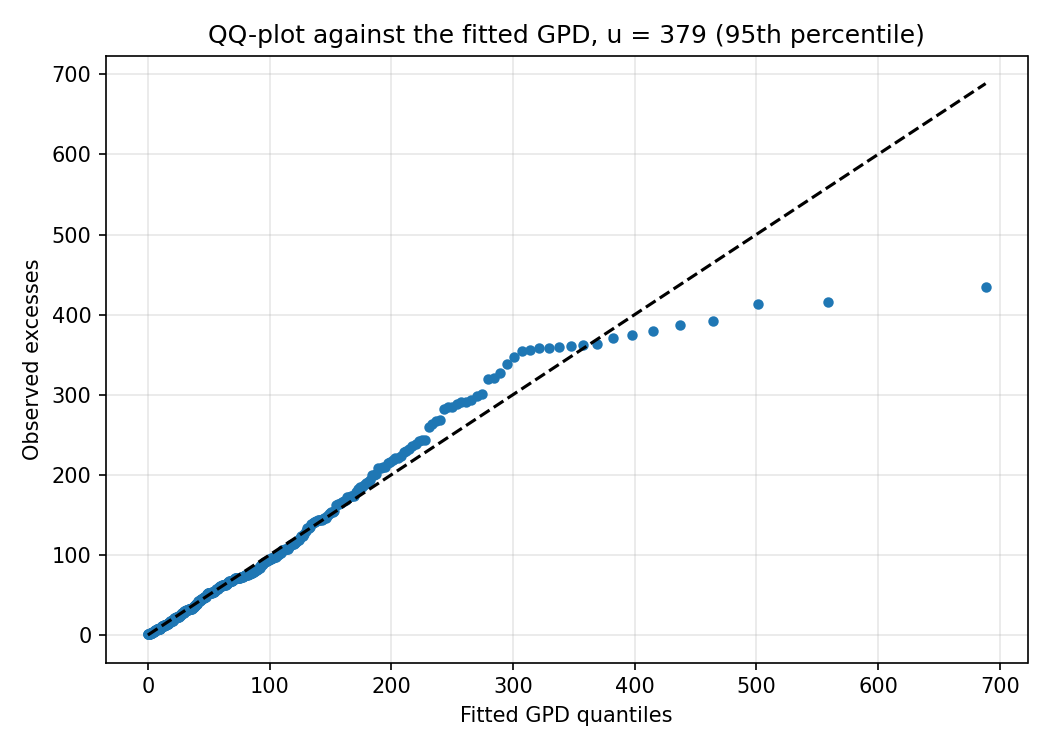 QQ-plot against the fitted GPD, u = 379 (95th percentile)
700
600
500
400
300
200
100
0
Observed excesses
0 100 200 300 400 500 600 700
Fitted GPD quantiles